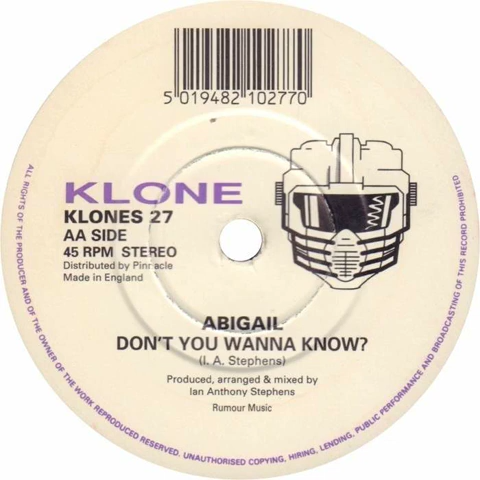 5 019482 102770
KLONE
KLONES 27
AA SIDE
45 RPM STEREO
Distributed by Pinnacle
Made in England
ABIGAIL
DON'T YOU WANNA KNOW?
(I. A. Stephens)
Produced, arranged & mixed by
Ian Anthony Stephens
Rumour Music
ALL RIGHTS OF THE PRODUCER AND OF THE OWNER OF THE WORK REPRODUCED RESERVED. UNAUTHORISED COPYING, HIRING, LENDING, PUBLIC PERFORMANCE AND BROADCASTING OF THIS RECORD PROHIBITED